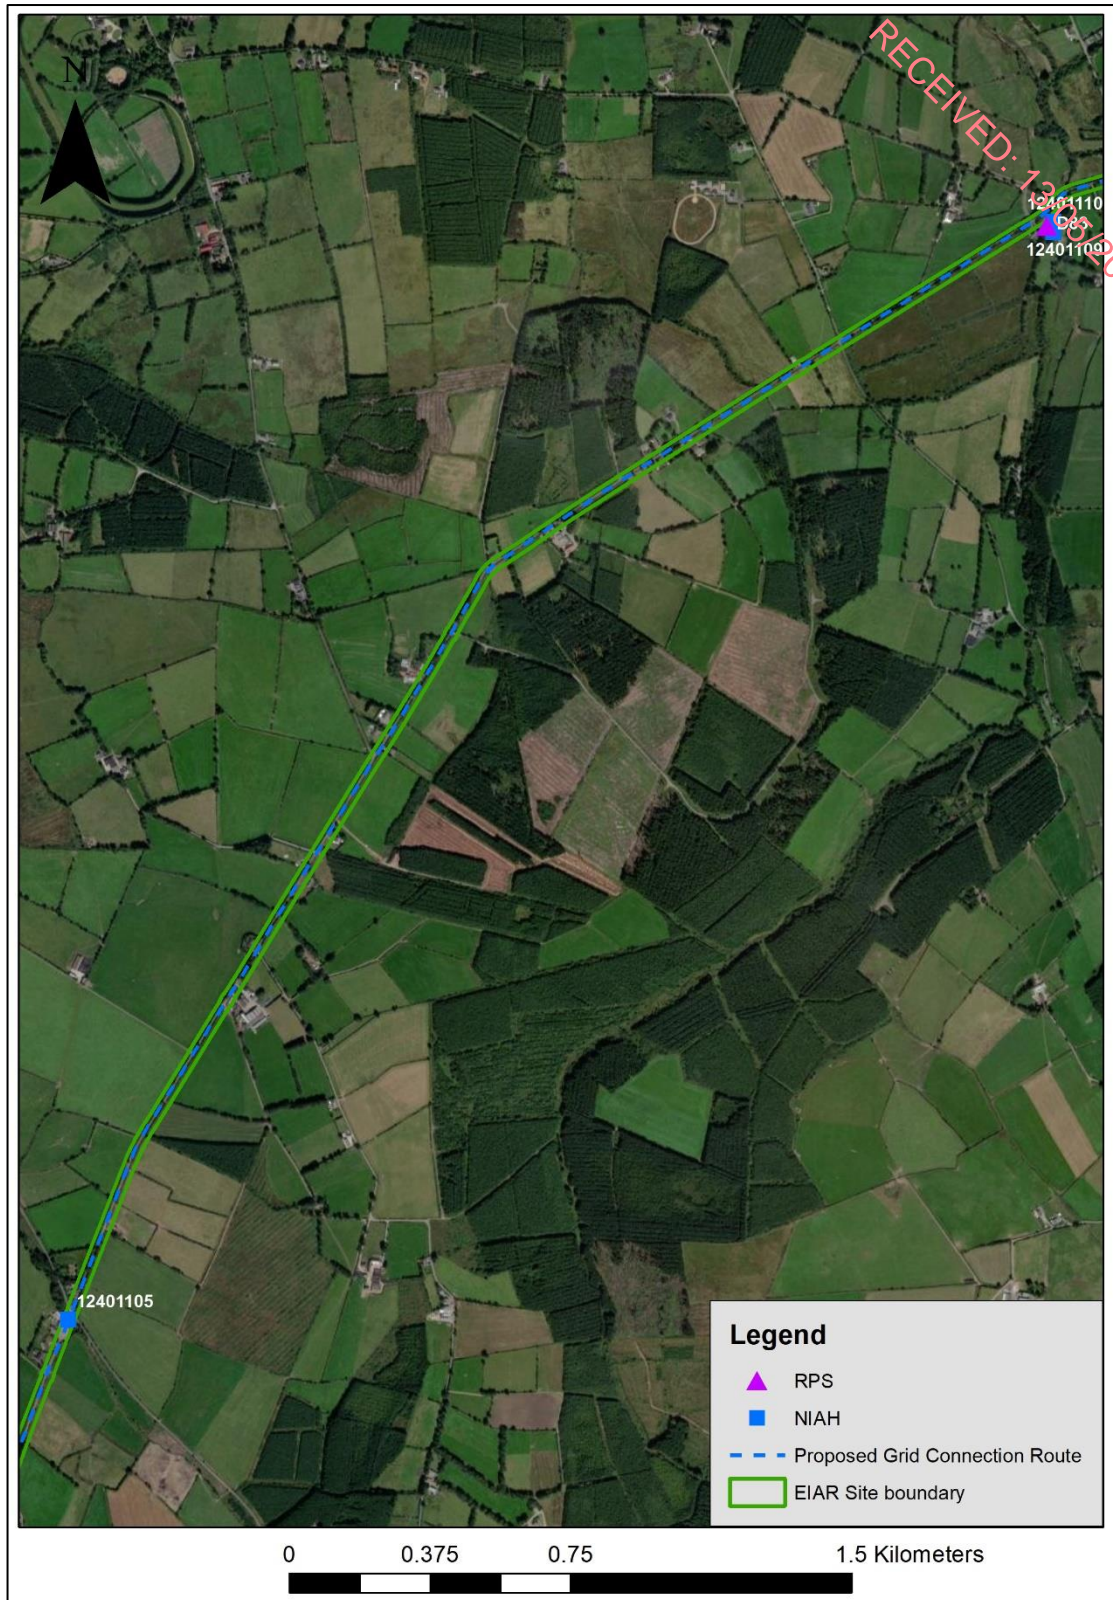 N
RECEIVED:
12401110
12401109
12401105
Legend
RPS
NIAH
Proposed Grid Connection Route
EIAR Site boundary
0 0.375 0.75 1.5 Kilometers